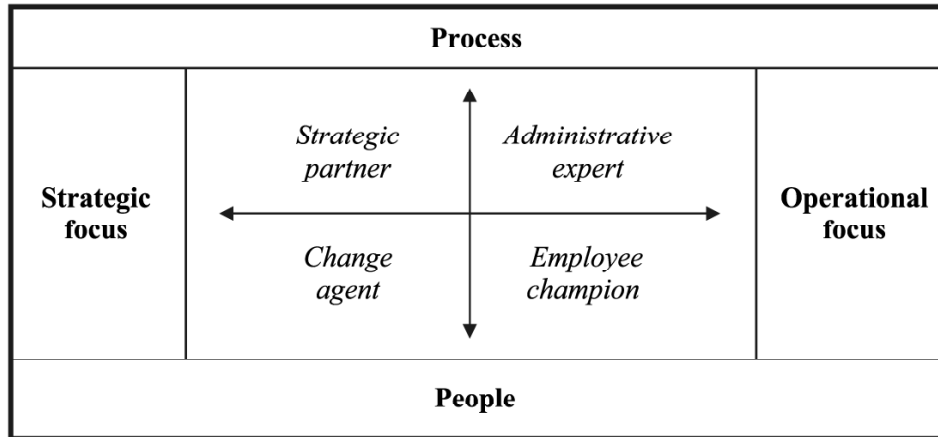 Process
Strategic
partner
Administrative
expert
Strategic
focus
Operational
focus
Change
agent
Employee
champion
People